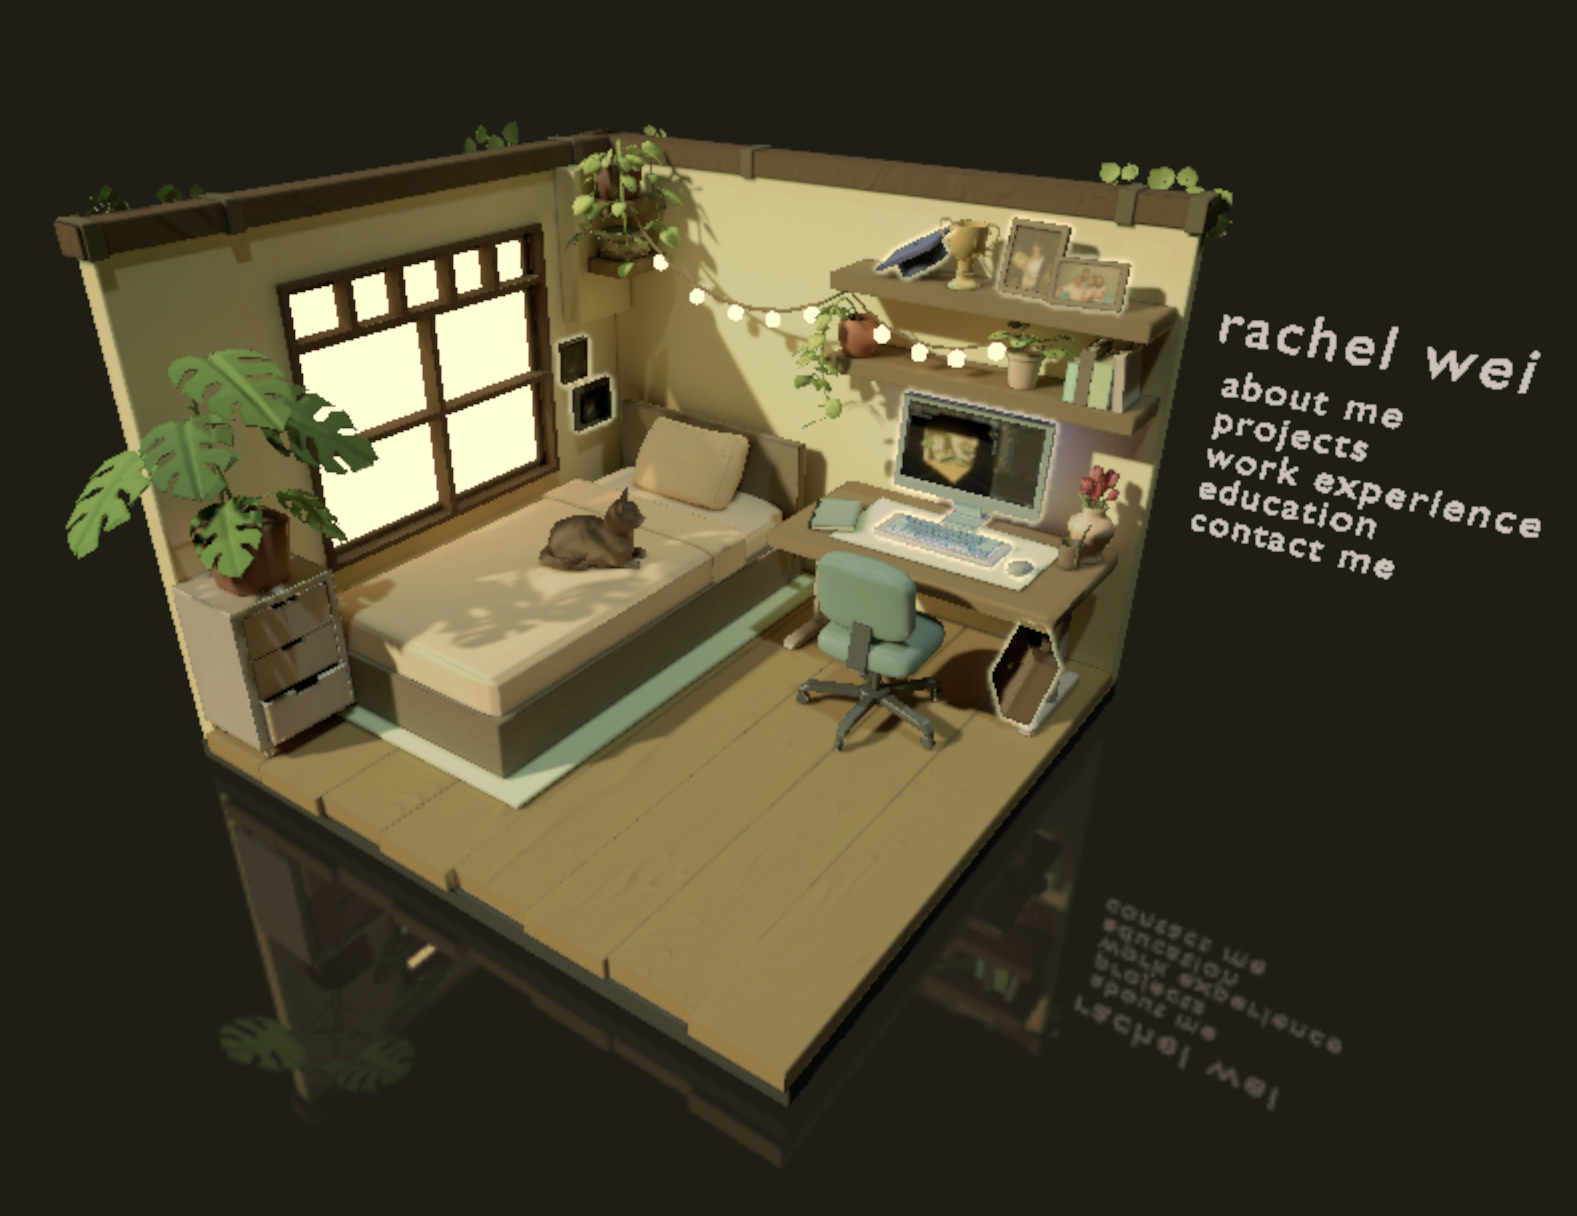 rachel wei
about me
projects
work experience
education
contact me